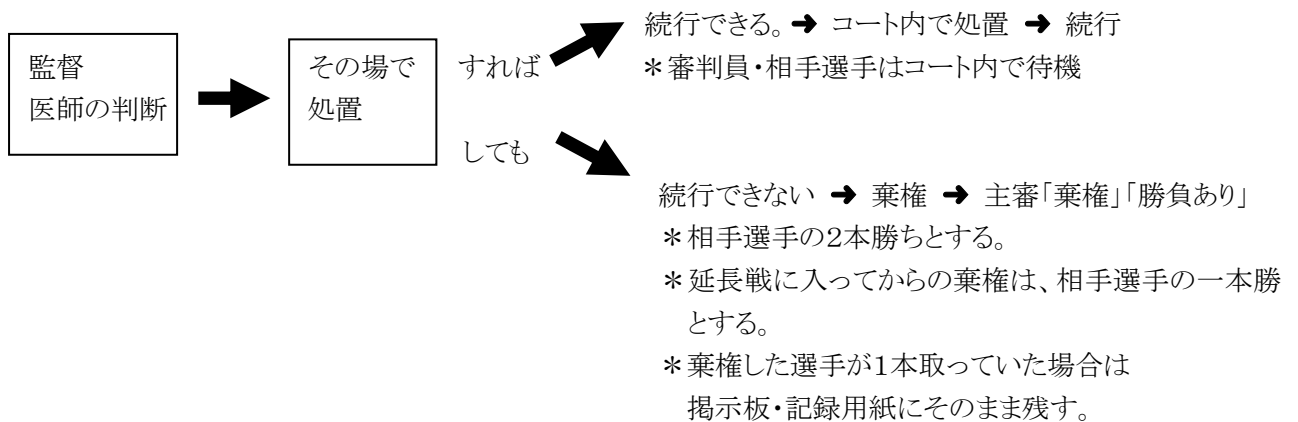 監督
医師の判断
その場で
処置
すれば
続行できる。➜ コート内で処置 ➜ 続行
＊審判員・相手選手はコート内で待機
しても
続行できない ➜ 棄権 ➜ 主審「棄権」「勝負あり」
＊相手選手の２本勝ちとする。
＊延長戦に入ってからの棄権は、相手選手の一本勝
とする。
＊棄権した選手が１本取っていた場合は
掲示板・記録用紙にそのまま残す。